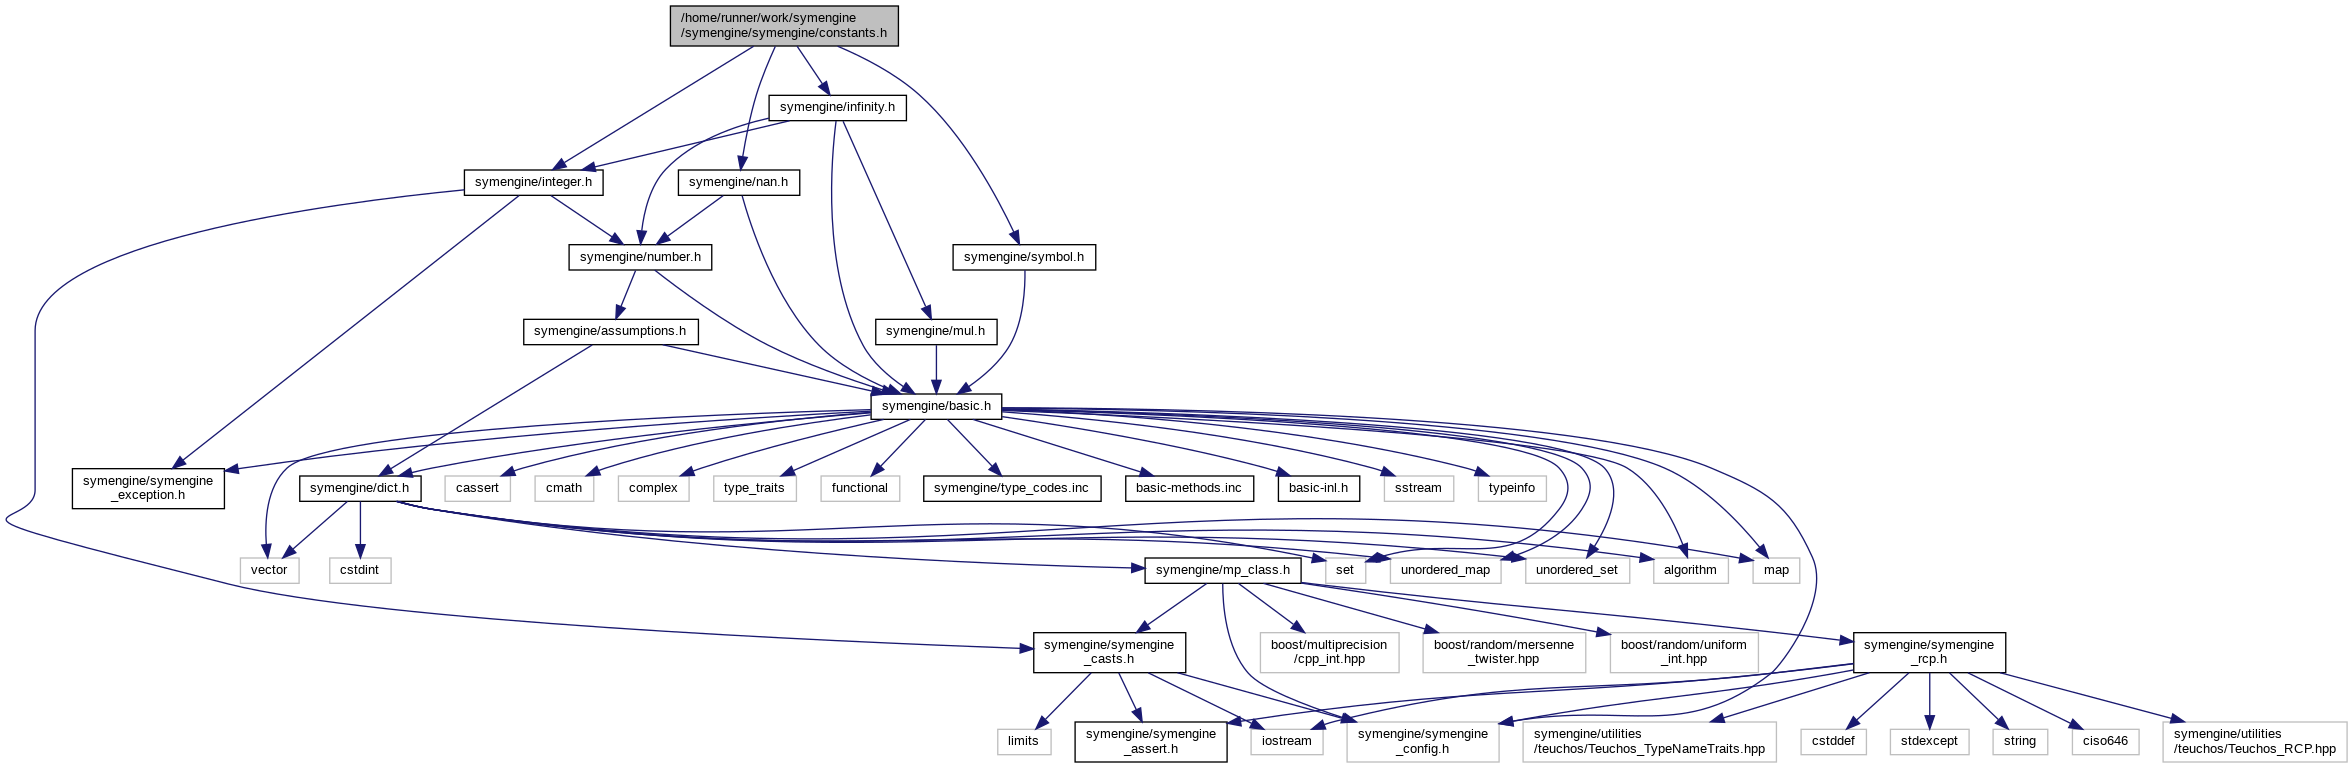 /home/runner/work/symengine
/symengine/symengine/constants.h
symengine/infinity.h
symengine/integer.h
symengine/nan.h
symengine/number.h
symengine/symbol.h
symengine/assumptions.h
symengine/mul.h
symengine/basic.h
symengine/symengine
_exception.h
symengine/dict.h
cassert
cmath
complex
type_traits
functional
symengine/type_codes.inc
basic-methods.inc
basic-inl.h
sstream
typeinfo
vector
cstdint
symengine/mp_class.h
set
unordered_map
unordered_set
algorithm
map
symengine/symengine
_casts.h
boost/multiprecision
/cpp_int.hpp
boost/random/mersenne
_twister.hpp
boost/random/uniform
_int.hpp
symengine/symengine
_rcp.h
limits
symengine/symengine
_assert.h
iostream
symengine/symengine
_config.h
symengine/utilities
/teuchos/Teuchos_TypeNameTraits.hpp
cstddef
stdexcept
string
ciso646
symengine/utilities
/teuchos/Teuchos_RCP.hpp